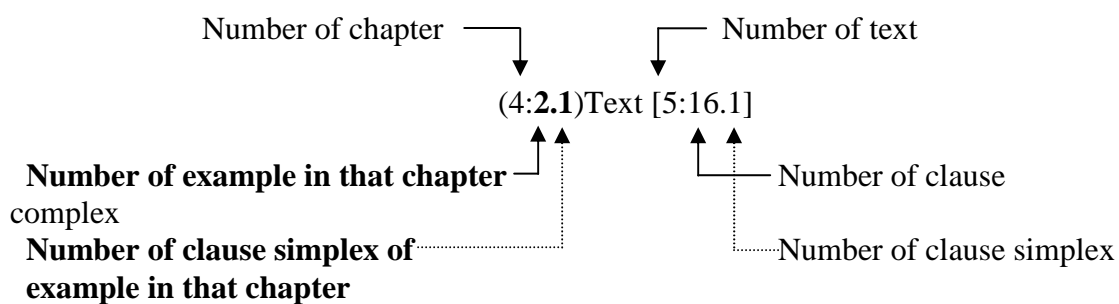 Number of chapter Number of text
(4:2.1)Text [5:16.1]
Number of example in that chapter Number of clause
complex
Number of clause simplex of Number of clause simplex
example in that chapter